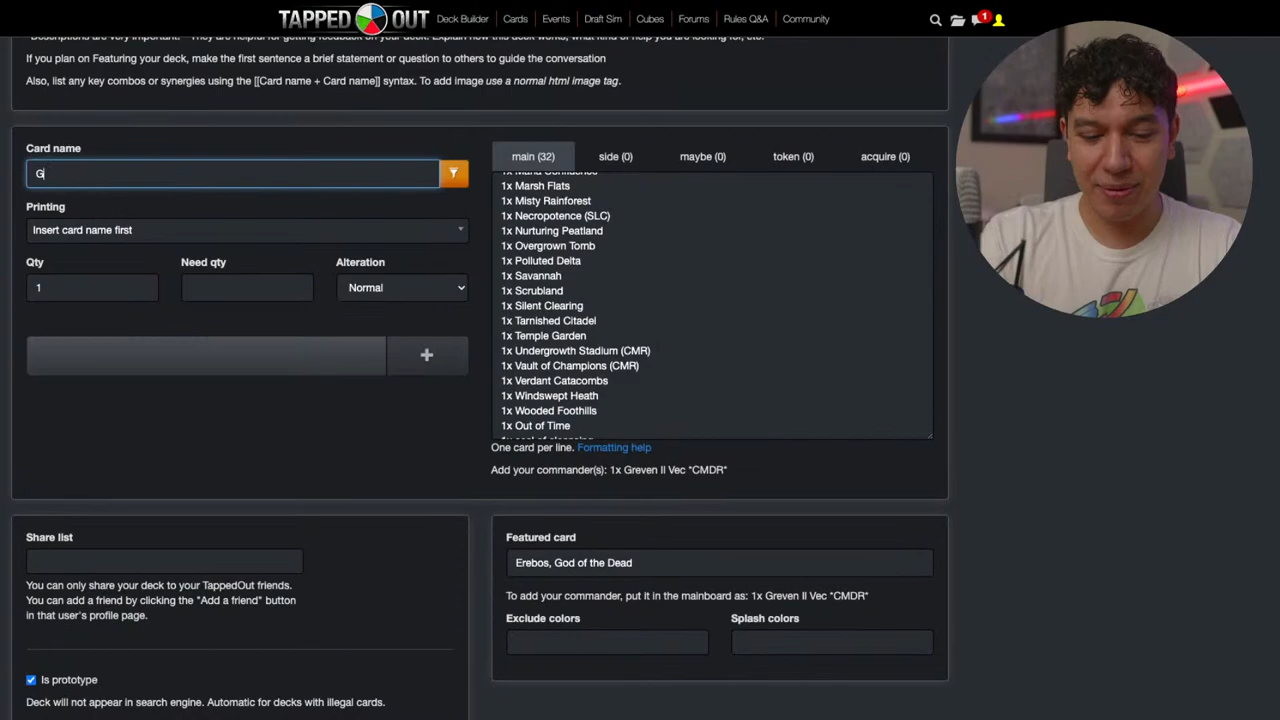 TAPPED OUT
Deck Builder
Cards
Events
Draft Sim
Cubes
Forums
Rules Q&A
Community
1
If you plan on Featuring your deck, make the first sentence a brief statement or question to others to guide the conversation
Also, list any key combos or synergies using the [[Card name + Card name]] syntax. To add image use a normal html image tag.
Card name
G
Printing
Insert card name first
Qty
Need qty
Alteration
1
Normal
+
main (32)
side (0)
maybe (0)
token (0)
acquire (0)
1x Marsh Flats
1x Misty Rainforest
1x Necropotence (SLC)
1x Nurturing Peatland
1x Overgrown Tomb
1x Polluted Delta
1x Savannah
1x Scrubland
1x Silent Clearing
1x Tarnished Citadel
1x Temple Garden
1x Undergrowth Stadium (CMR)
1x Vault of Champions (CMR)
1x Verdant Catacombs
1x Windswept Heath
1x Wooded Foothills
1x Out of Time
One card per line. Formatting help
Add your commander(s): 1x Greven Il Vec *CMDR*
Share list
You can only share your deck to your TappedOut friends.
You can add a friend by clicking the "Add a friend" button
in that user's profile page.
Is prototype
Deck will not appear in search engine. Automatic for decks with illegal cards.
Featured card
Erebos, God of the Dead
To add your commander, put it in the mainboard as: 1x Greven Il Vec *CMDR*
Exclude colors
Splash colors